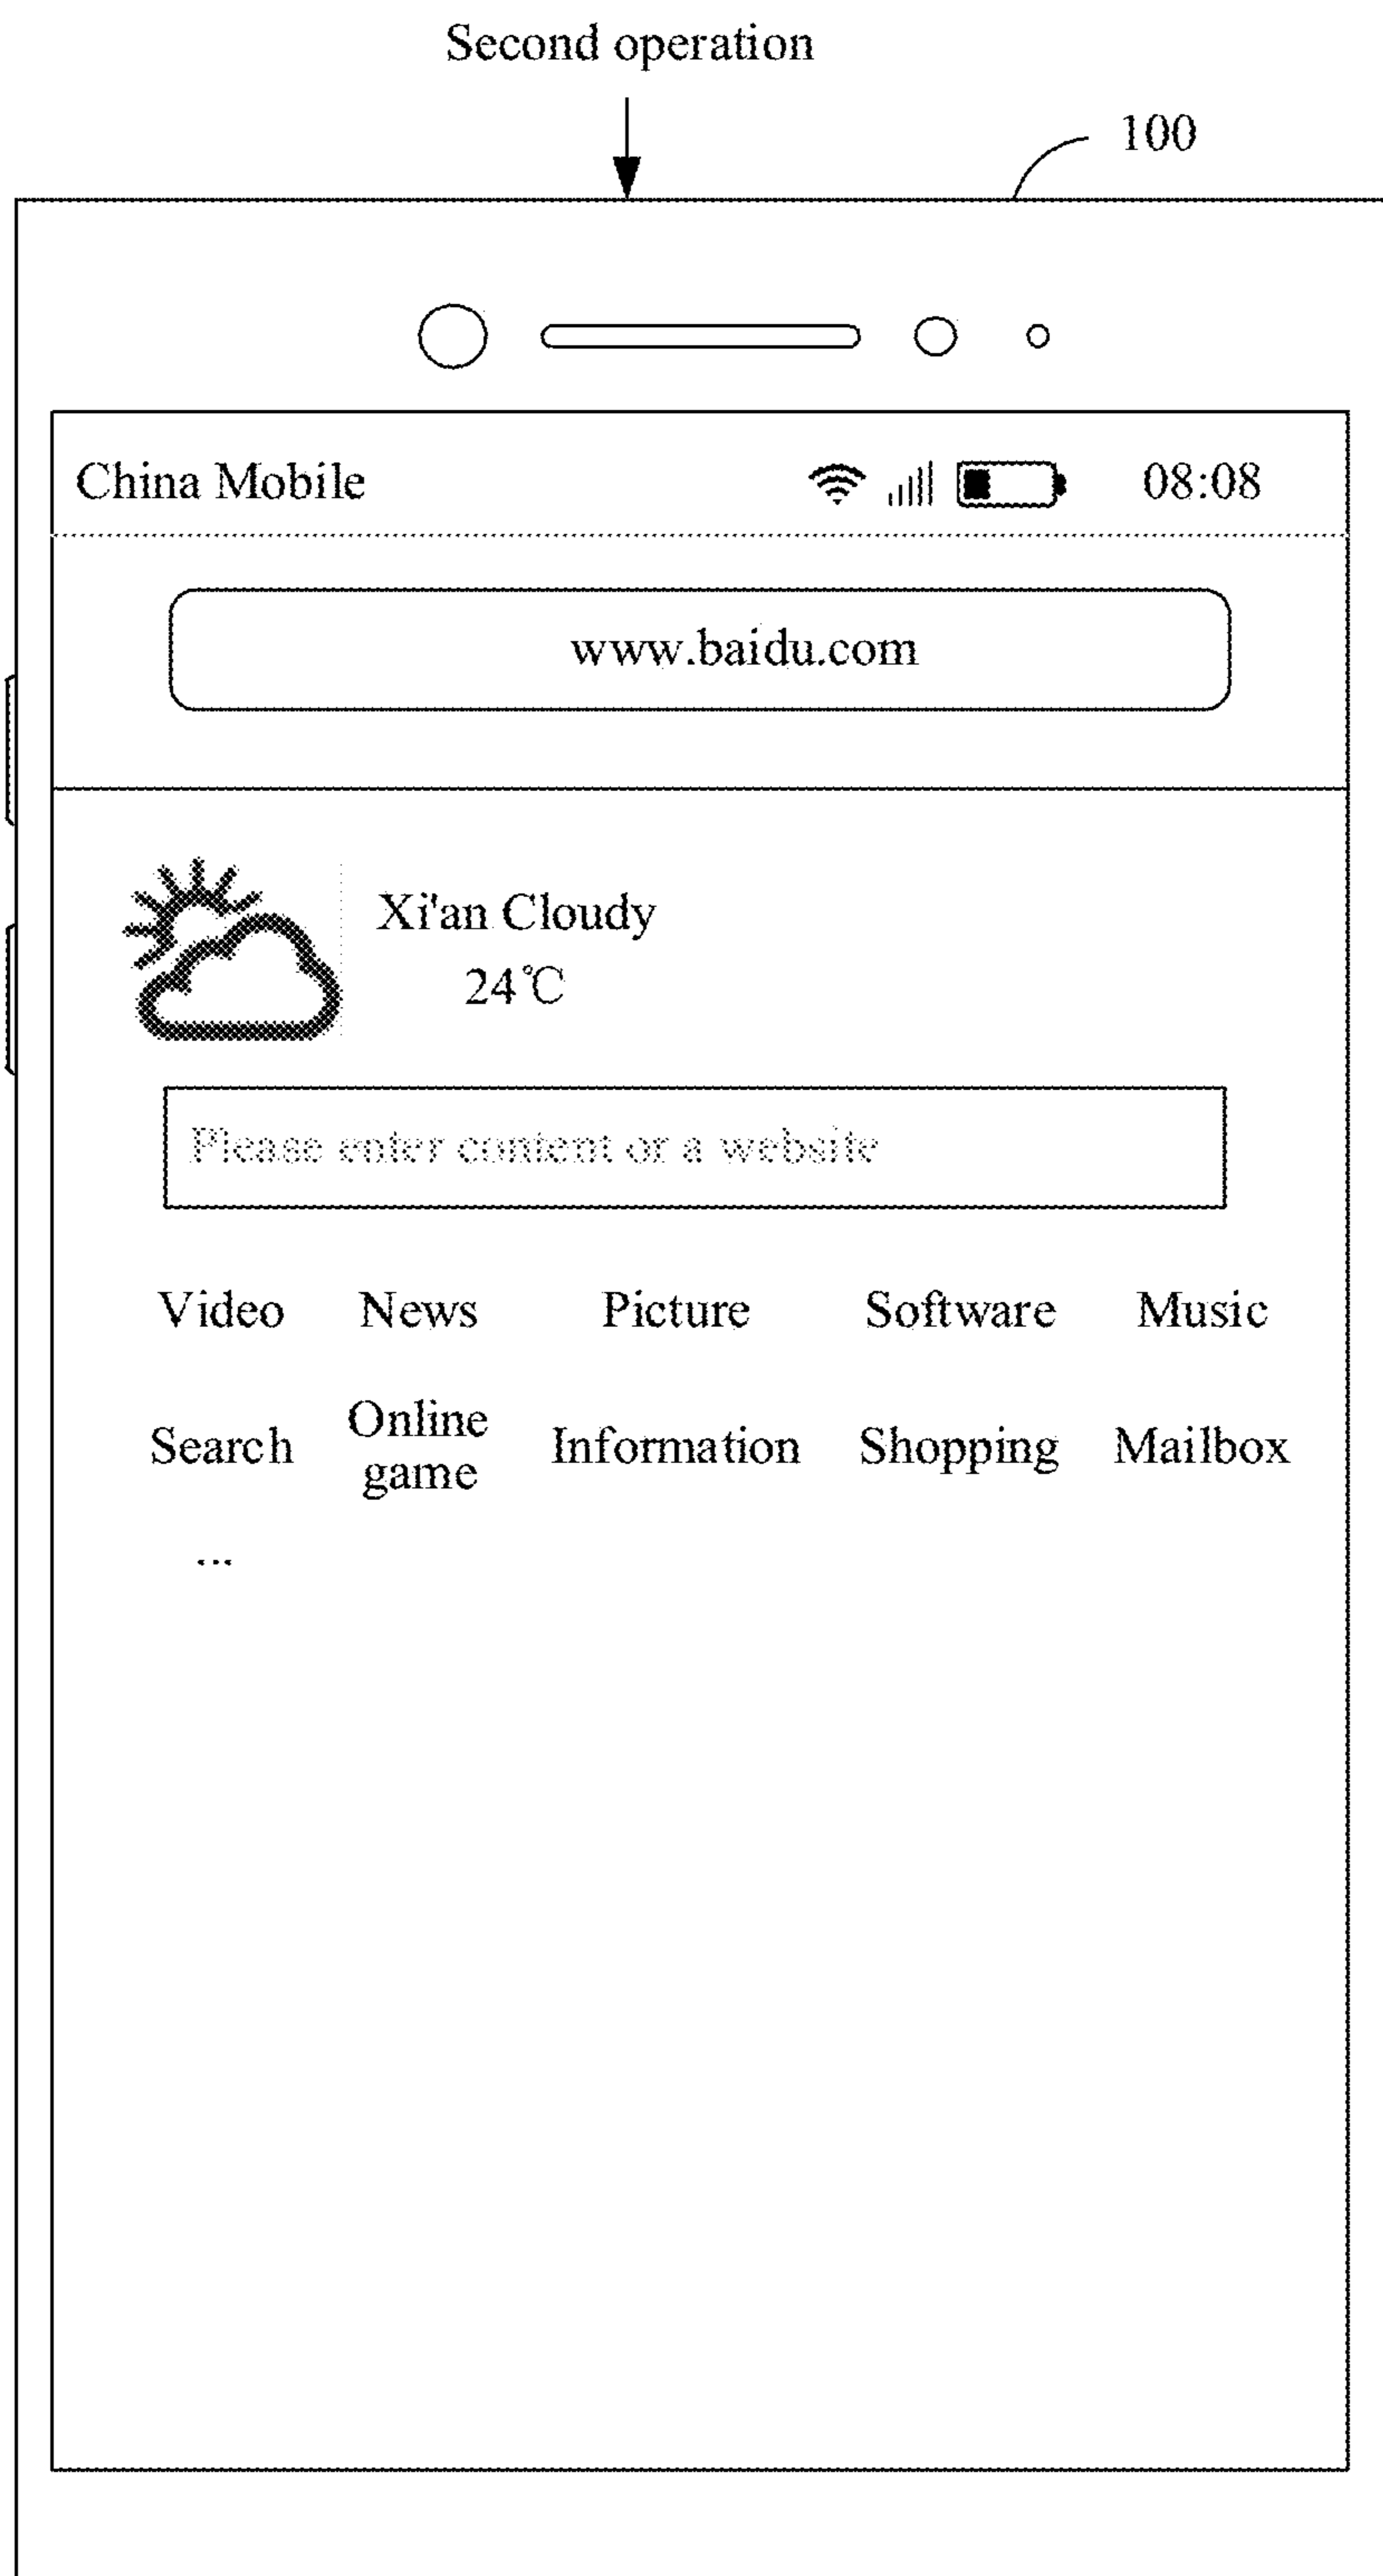 Second operation
100
China Mobile 08:08
www.baidu.com
Xi'an Cloudy
24℃
Please enter content or a website
Video News Picture Software Music
Search Online game Information Shopping Mailbox
...